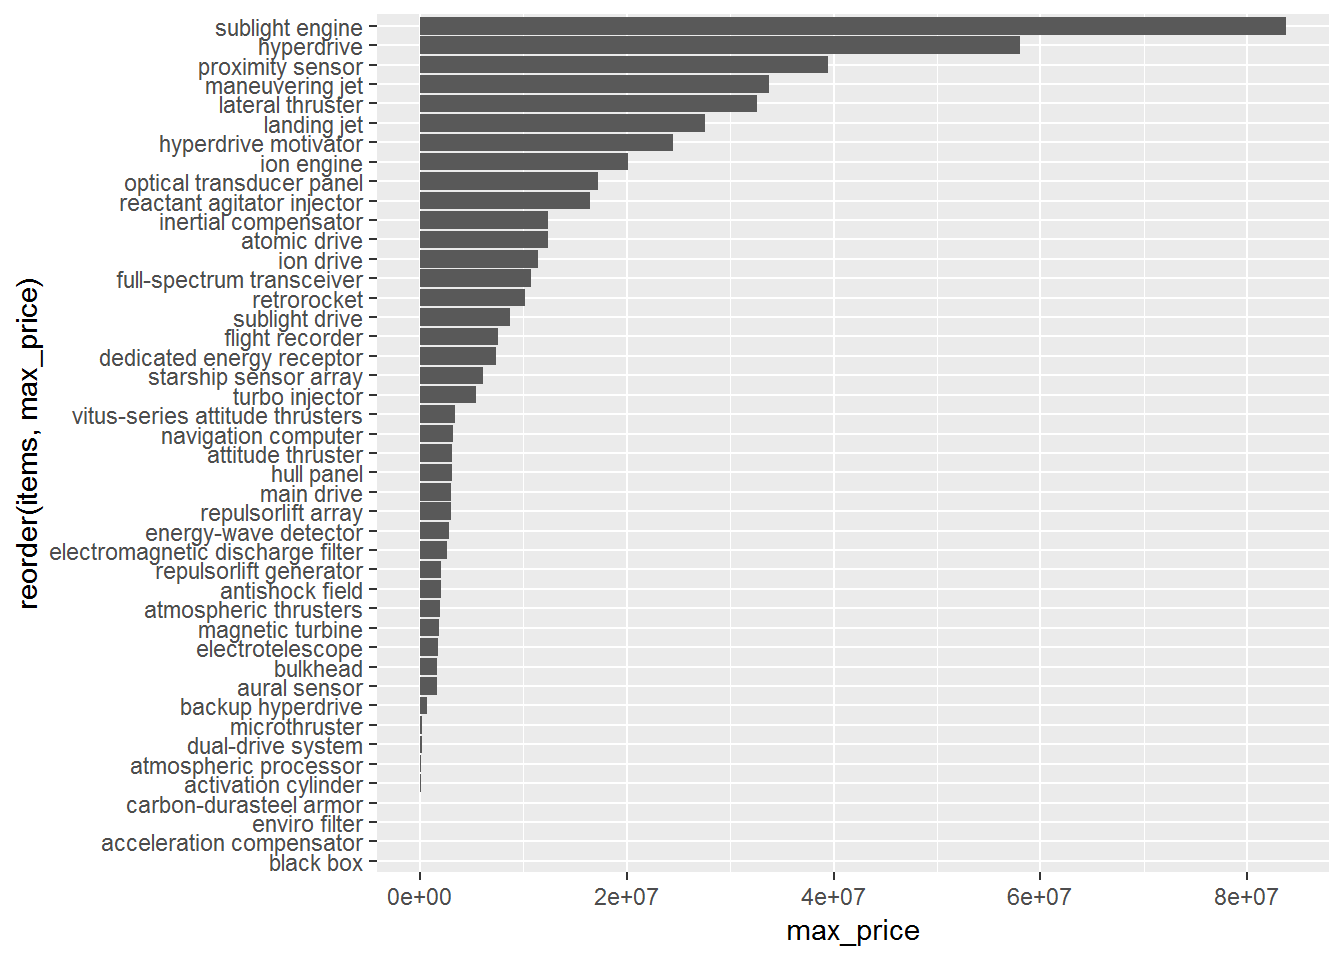 sublight engine
hyperdrive
proximity sensor
maneuvering jet
lateral thruster
landing jet
hyperdrive motivator
ion engine
optical transducer panel
reactant agitator injector
inertial compensator
atomic drive
ion drive
full-spectrum transceiver
retrorocket
sublight drive
flight recorder
dedicated energy receptor
starship sensor array
turbo injector
vitus-series attitude thrusters
navigation computer
attitude thruster
hull panel
main drive
repulsorlift array
energy-wave detector
electromagnetic discharge filter
repulsorlift generator
antishock field
atmospheric thrusters
magnetic turbine
electrotelescope
bulkhead
aural sensor
backup hyperdrive
microthruster
dual-drive system
atmospheric processor
activation cylinder
carbon-durasteel armor
enviro filter
acceleration compensator
black box
reorder(items, max_price)
0e+00 2e+07 4e+07 6e+07 8e+07
max_price